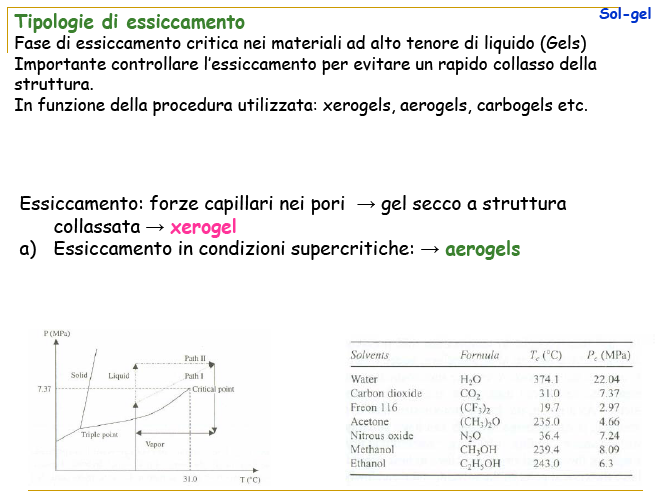 Sol-gel
Tipologie di essiccamento
Fase di essiccamento critica nei materiali ad alto tenore di liquido (Gels)
Importante controllare l'essiccamento per evitare un rapido collasso della
struttura.
In funzione della procedura utilizzata: xerogels, aerogels, carbogels etc.
Essiccamento: forze capillari nei pori → gel secco a struttura
collassata → xerogel
a) Essiccamento in condizioni supercritiche: → aerogels
P (MPa)
Path II
Solid
Liquid
Path I
7.37
Critical point
Triple point
Vapor
31.0
T (°C)
Solvents Formula Tc (°C) Pc (MPa)
Water H₂O 374.1 22.04
Carbon dioxide CO₂ 31.0 7.37
Freon 116 (CF₃)₂ 19.7 2.97
Acetone (CH₃)₂O 235.0 4.66
Nitrous oxide N₂O 36.4 7.24
Methanol CH₃OH 239.4 8.09
Ethanol C₂H₅OH 243.0 6.3